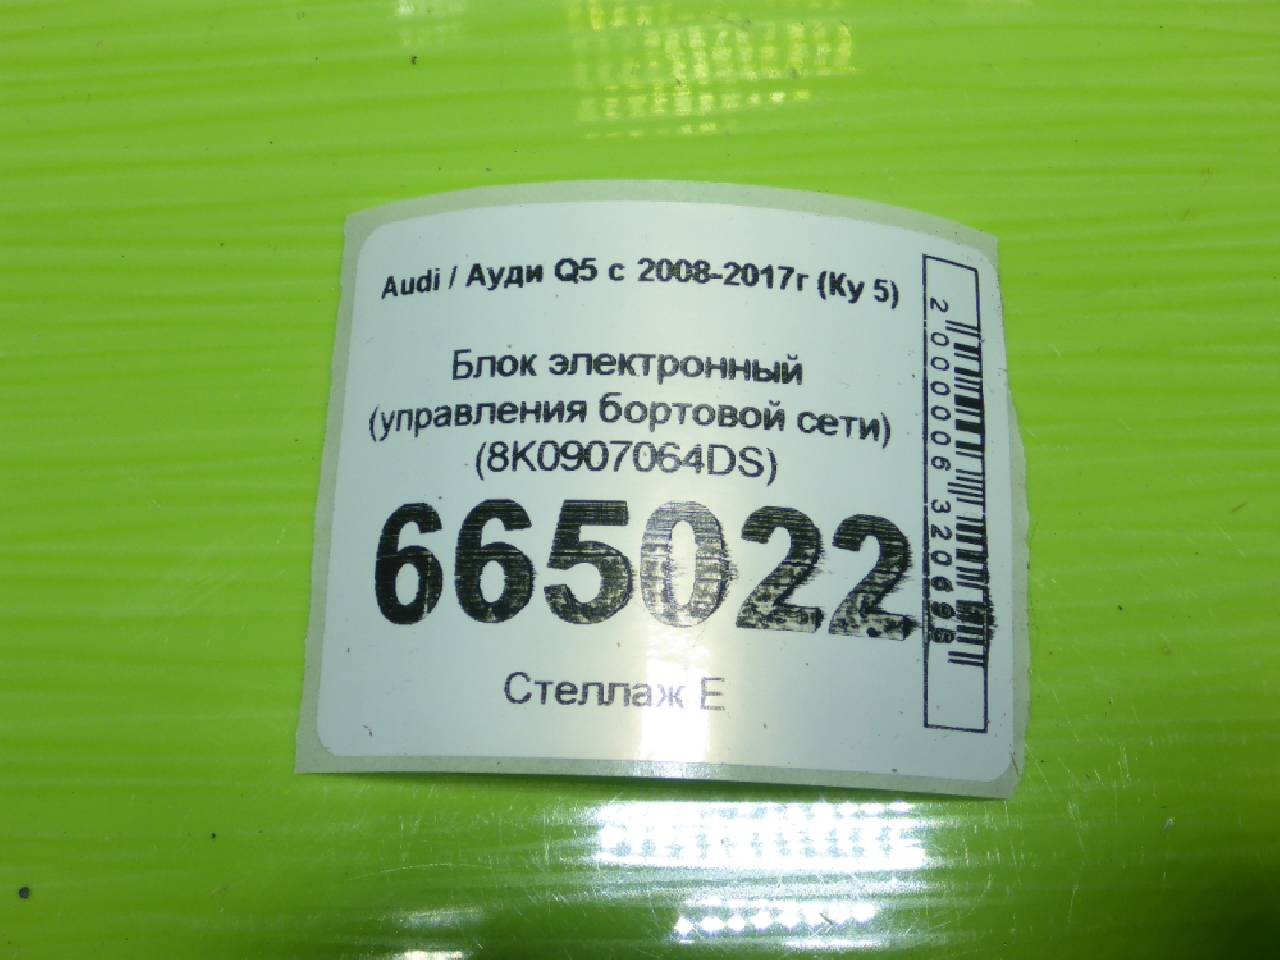 Audi / Ауди Q5 с 2008-2017г (Ку 5)
Блок электронный
(управления бортовой сети)
(8K0907064DS)
665022
Стеллаж E
2000006320698